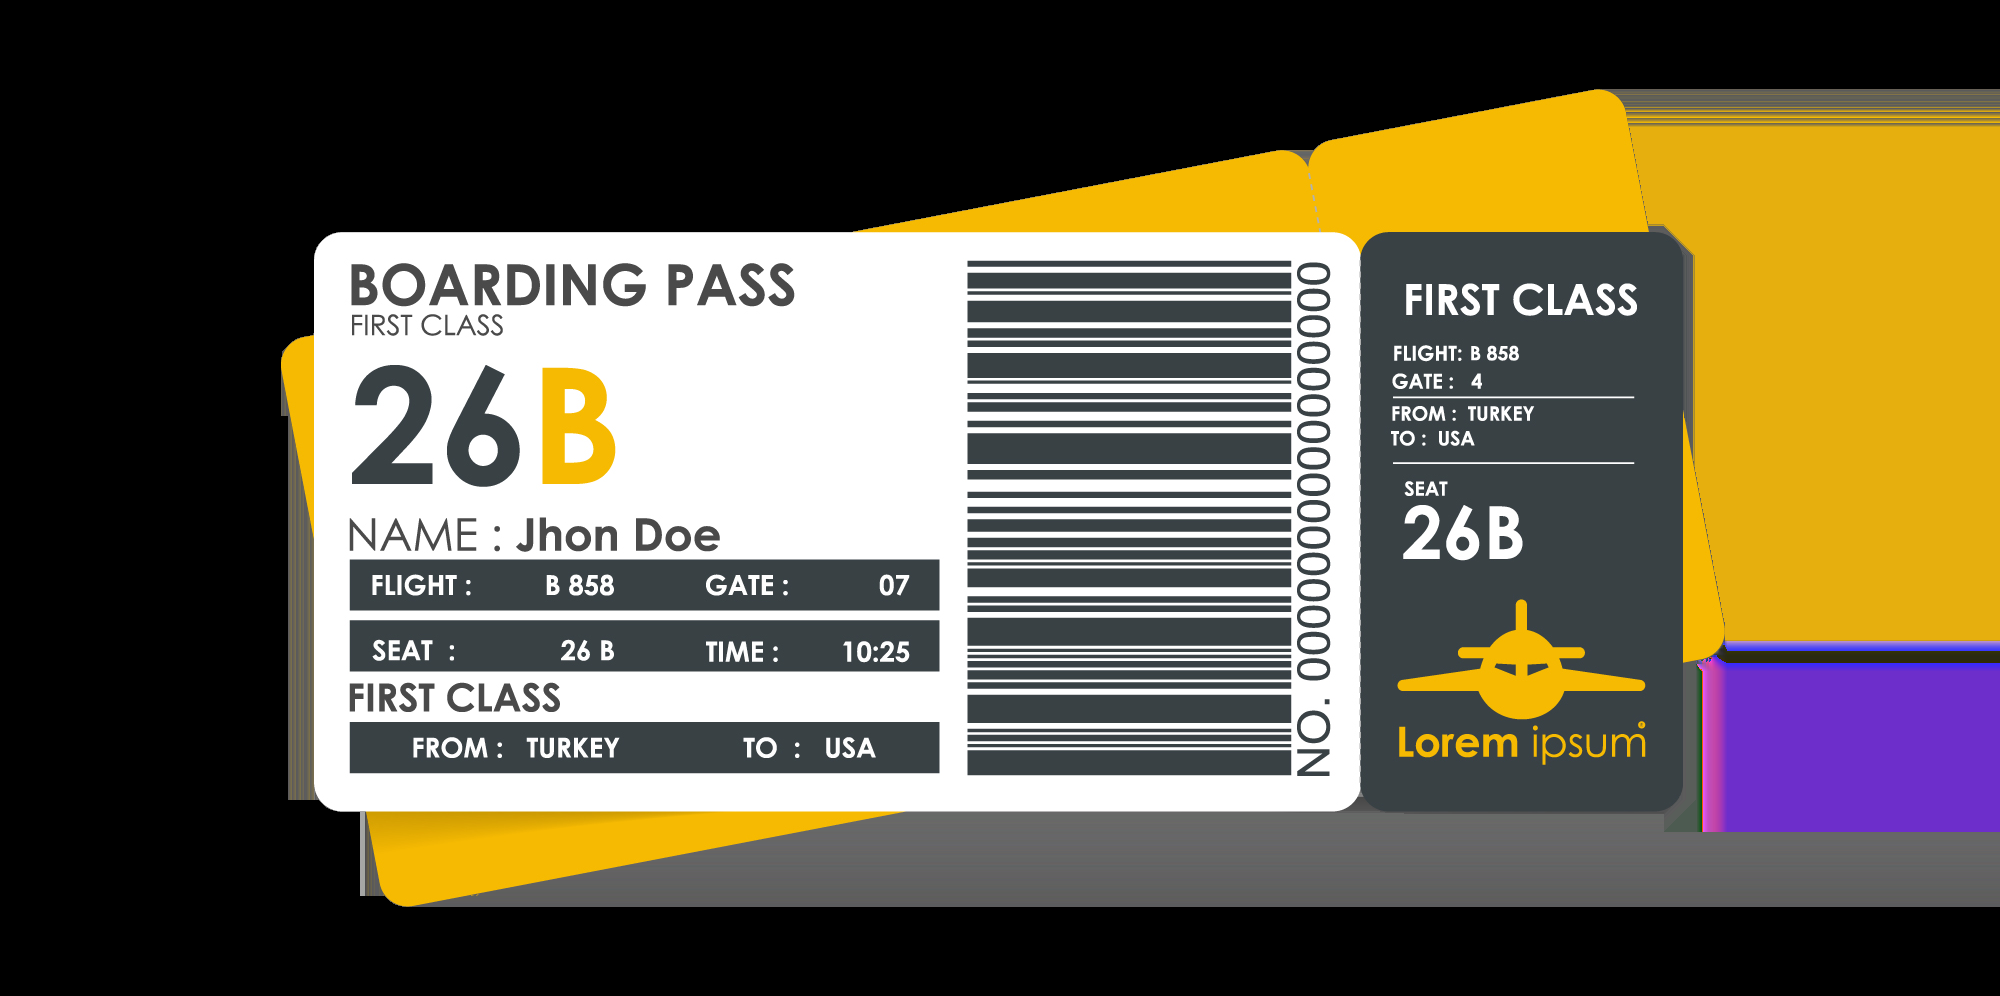 BOARDING PASS
FIRST CLASS
26B
NAME : Jhon Doe
FLIGHT : B 858 GATE : 07
SEAT : 26 B TIME : 10:25
FIRST CLASS
FROM : TURKEY TO : USA
NO. 0000000000000000
FIRST CLASS
FLIGHT: B 858
GATE : 4
FROM : TURKEY
TO : USA
SEAT
26B
Lorem ipsum